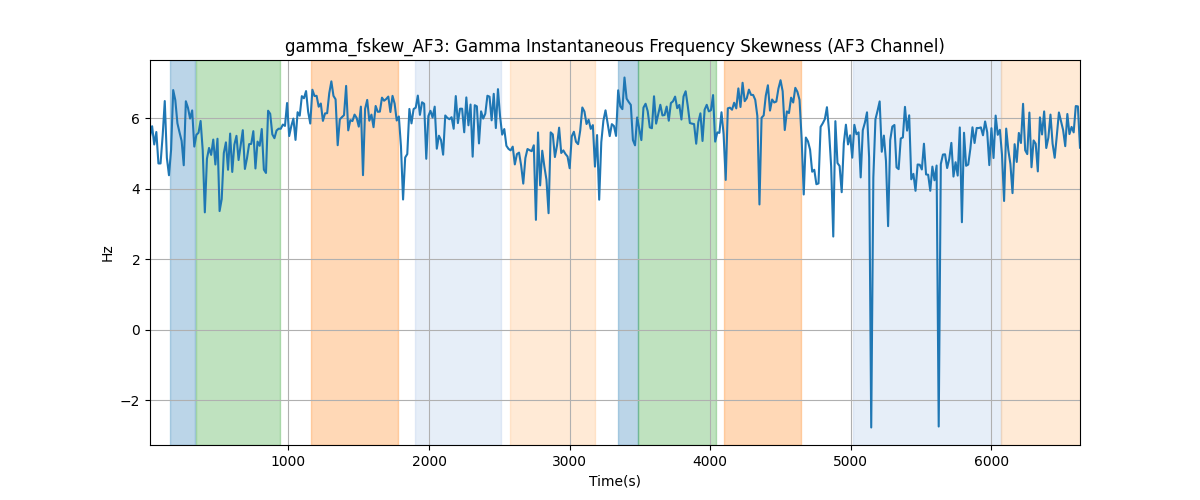 gamma_fskew_AF3: Gamma Instantaneous Frequency Skewness (AF3 Channel)
Hz
6
4
2
0
−2
1000 2000 3000 4000 5000 6000
Time(s)